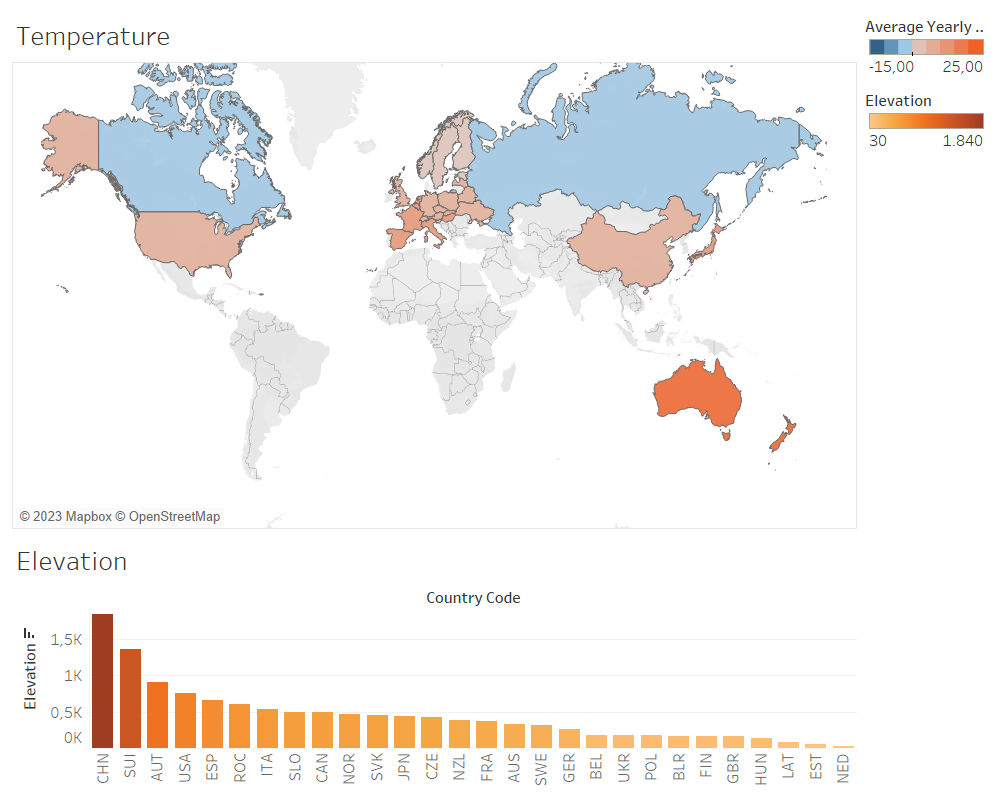 Temperature
Average Yearly ..
-15,00 25,00
Elevation
30 1.840
© 2023 Mapbox © OpenStreetMap
Elevation
Country Code
Elevation
1,5K
1K
0,5K
0K
CHN SUI AUT USA ESP ROC ITA SLO CAN NOR SVK JPN CZE NZL FRA AUS SWE GER BEL UKR POL BLR FIN GBR HUN LAT EST NED